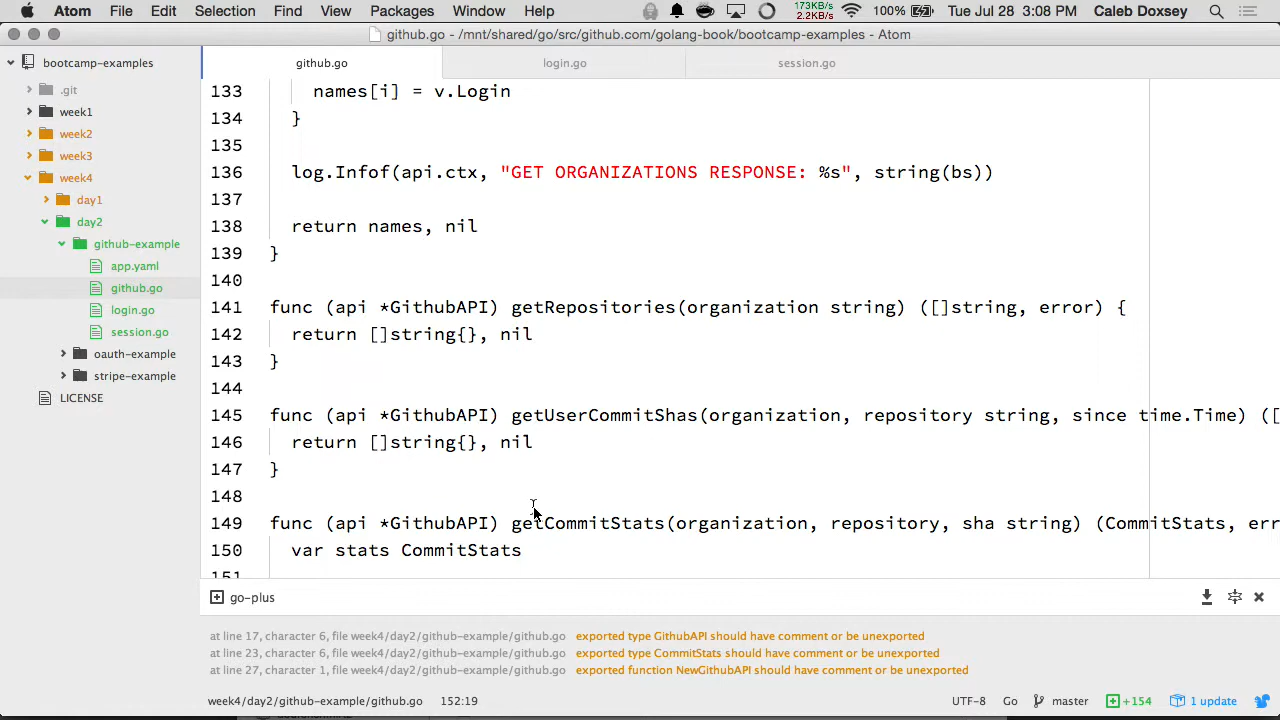 Atom File Edit Selection Find View Packages Window Help 173KB/s 2.2KB/s 100% Tue Jul 28 3:08 PM Caleb Doxsey
github.go - /mnt/shared/go/src/github.com/golang-book/bootcamp-examples - Atom
bootcamp-examples
.git
week1
week2
week3
week4
day1
day2
github-example
app.yaml
github.go
login.go
session.go
oauth-example
stripe-example
LICENSE
github.go login.go session.go
133 names[i] = v.Login
134 }
135
136 log.Infof(api.ctx, "GET ORGANIZATIONS RESPONSE: %s", string(bs))
137
138 return names, nil
139 }
140
141 func (api *GithubAPI) getRepositories(organization string) ([]string, error) {
142 return []string{}, nil
143 }
144
145 func (api *GithubAPI) getUserCommitShas(organization, repository string, since time.Time) ([
146 return []string{}, nil
147 }
148
149 func (api *GithubAPI) getCommitStats(organization, repository, sha string) (CommitStats, err
150 var stats CommitStats
151
go-plus
at line 17, character 6, file week4/day2/github-example/github.go exported type GithubAPI should have comment or be unexported
at line 23, character 6, file week4/day2/github-example/github.go exported type CommitStats should have comment or be unexported
at line 27, character 1, file week4/day2/github-example/github.go exported function NewGithubAPI should have comment or be unexported
week4/day2/github-example/github.go 152:19 UTF-8 Go master +154 1 update